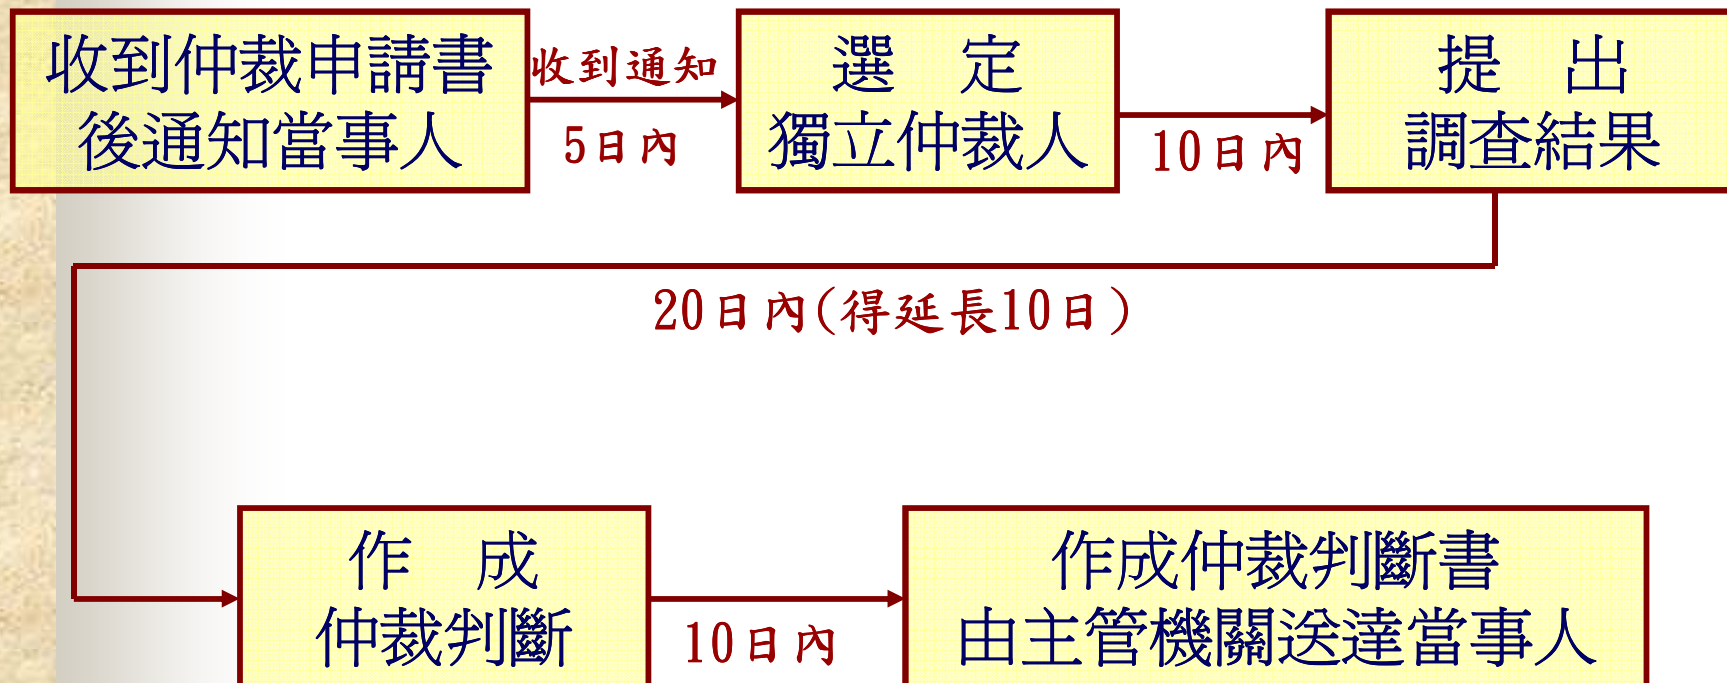 收到仲裁申請書
後通知當事人
收到通知
5日內
選 定
獨立仲裁人
10日內
提 出
調查結果
20日內(得延長10日)
作 成
仲裁判斷
10日內
作成仲裁判斷書
由主管機關送達當事人